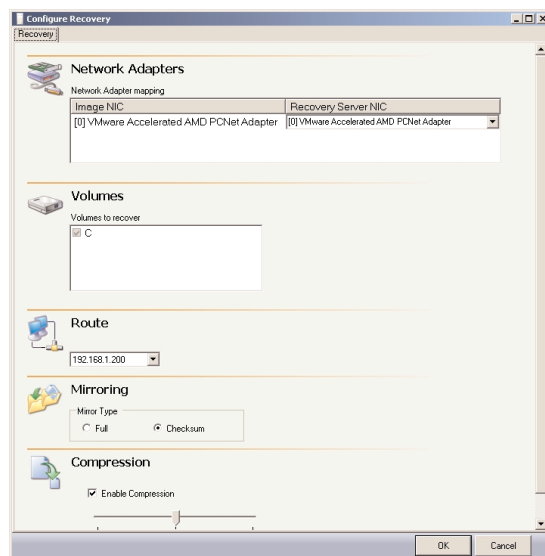 Configure Recovery
Recovery
Network Adapters
Network Adapter mapping
Image NIC Recovery Server NIC
[0] VMware Accelerated AMD PCNet Adapter [0] VMware Accelerated AMD PCNet Adapter
Volumes
Volumes to recover
C
Route
192.168.1.200
Mirroring
Mirror Type
Full Checksum
Compression
Enable Compression
OK Cancel